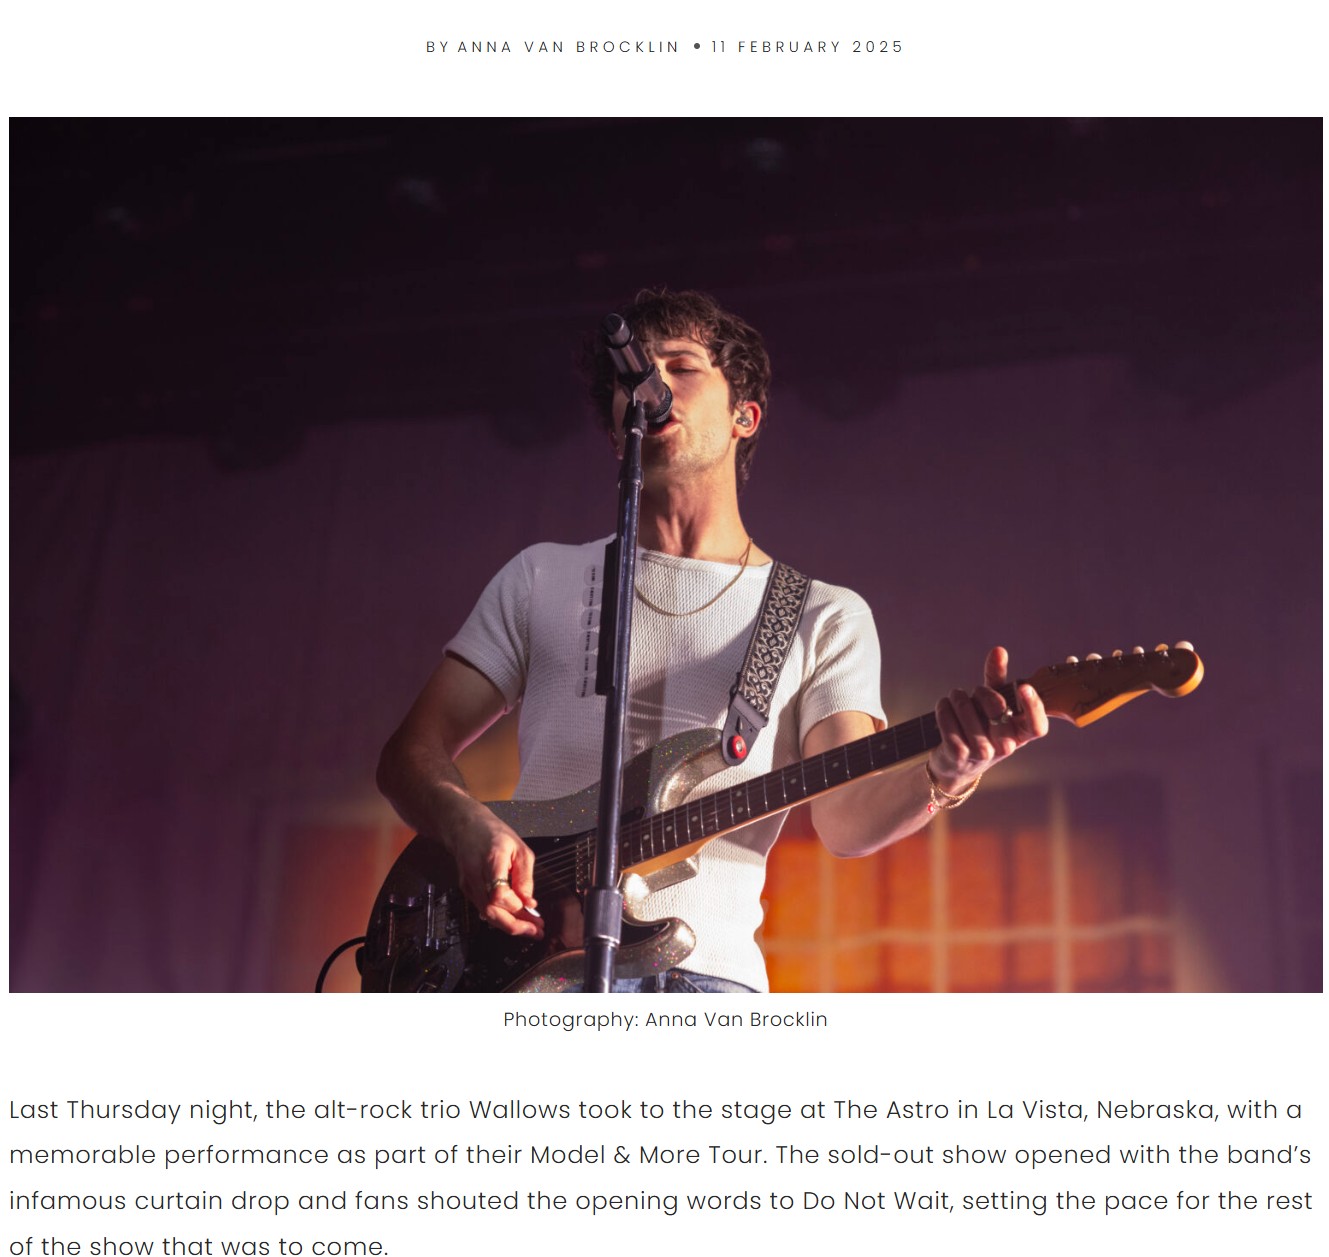 BY ANNA VAN BROCKLIN • 11 FEBRUARY 2025
Photography: Anna Van Brocklin
Last Thursday night, the alt-rock trio Wallows took to the stage at The Astro in La Vista, Nebraska, with a
memorable performance as part of their Model & More Tour. The sold-out show opened with the band’s
infamous curtain drop and fans shouted the opening words to Do Not Wait, setting the pace for the rest
of the show that was to come.